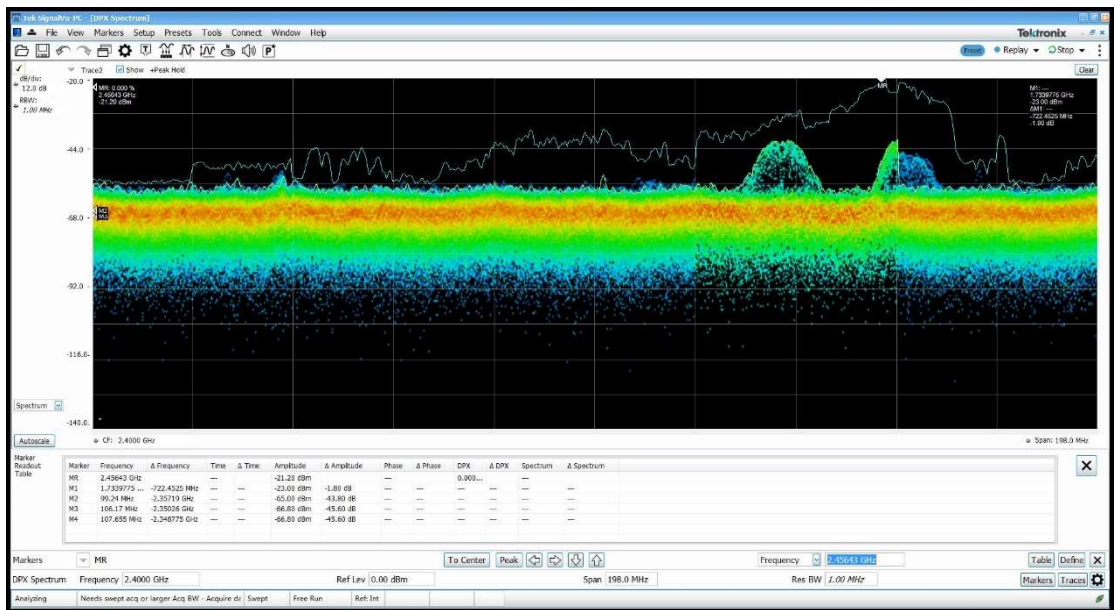 Tek SignalVu-PC - [DPX Spectrum]
File View Markers Setup Presets Tools Connect Window Help
Tektronix
Preset Replay Stop
dB/div: 12.0 dB
RBW: 1.00 MHz
Trace2 Show +Peak Hold
Clear
-20.0
MR: 0.000 %
2.45643 GHz
-21.20 dBm
MR
M1: ---
1.7339775 GHz
-23.00 dBm
ΔM1: ---
-722.4525 MHz
-1.80 dB
-44.0
-68.0
M2
M3
-92.0
-116.0
-140.0
Spectrum
Autoscale
CF: 2.4000 GHz
Span: 198.0 MHz
Marker Readout Table
Marker Frequency Δ Frequency Time Δ Time Amplitude Δ Amplitude Phase Δ Phase DPX Δ DPX Spectrum Δ Spectrum
MR 2.45643 GHz --- -21.20 dBm --- 0.000... ---
M1 1.7339775 ... -722.4525 MHz --- --- -23.00 dBm -1.80 dB --- --- --- --- --- ---
M2 99.24 MHz -2.35719 GHz --- --- -65.00 dBm -43.80 dB --- --- --- --- --- ---
M3 106.17 MHz -2.35026 GHz --- --- -66.80 dBm -45.60 dB --- --- --- --- --- ---
M4 107.655 MHz -2.348775 GHz --- --- -66.80 dBm -45.60 dB --- --- --- --- --- ---
Markers MR To Center Peak Frequency 2.45643 GHz Table Define
DPX Spectrum Frequency 2.4000 GHz Ref Lev 0.00 dBm Span 198.0 MHz Res BW 1.00 MHz Markers Traces
Analyzing Needs swept acq or larger Acq BW - Acquire da Swept Free Run Ref: Int